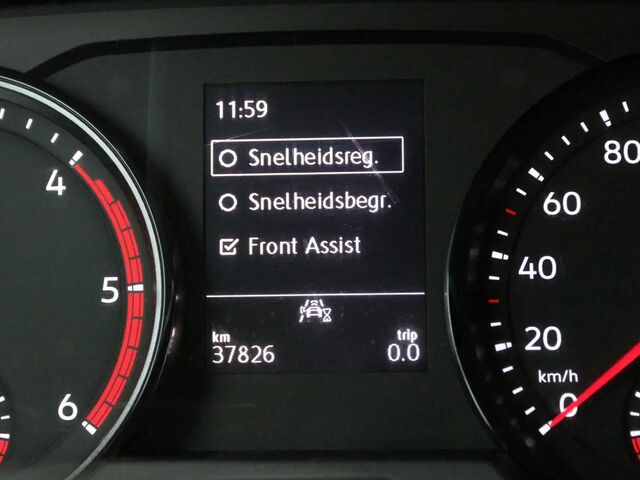 11:59
Snelheidsreg.
Snelheidsbegr.
Front Assist
km trip
37826 0.0
4
5
6
80
60
40
20
km/h
0